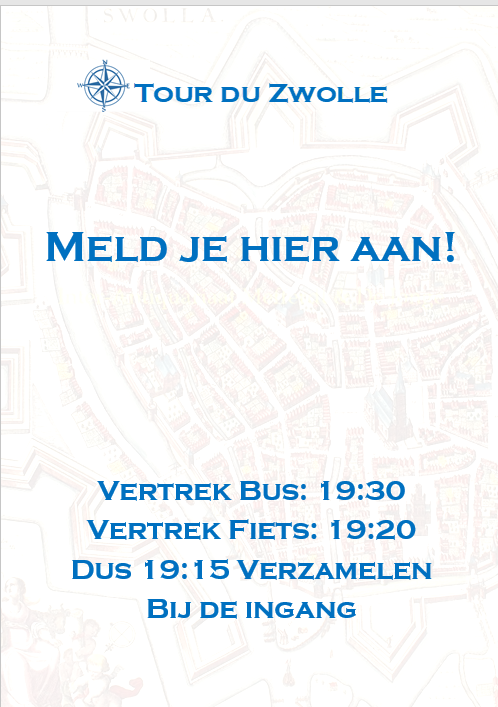 SWOLLA.
N
W E
S
Tour du Zwolle
Meld je hier aan!
Vertrek Bus: 19:30
Vertrek Fiets: 19:20
Dus 19:15 Verzamelen
Bij de ingang